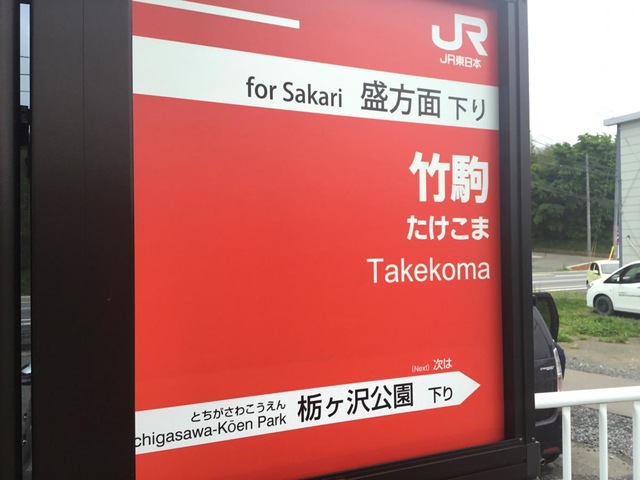 JR
JR東日本
for Sakari 盛方面 下り
竹駒
たけこま
Takekoma
(Next) 次は
とちがさわこうえん
chigasawa-Kōen Park 栃ヶ沢公園 下り